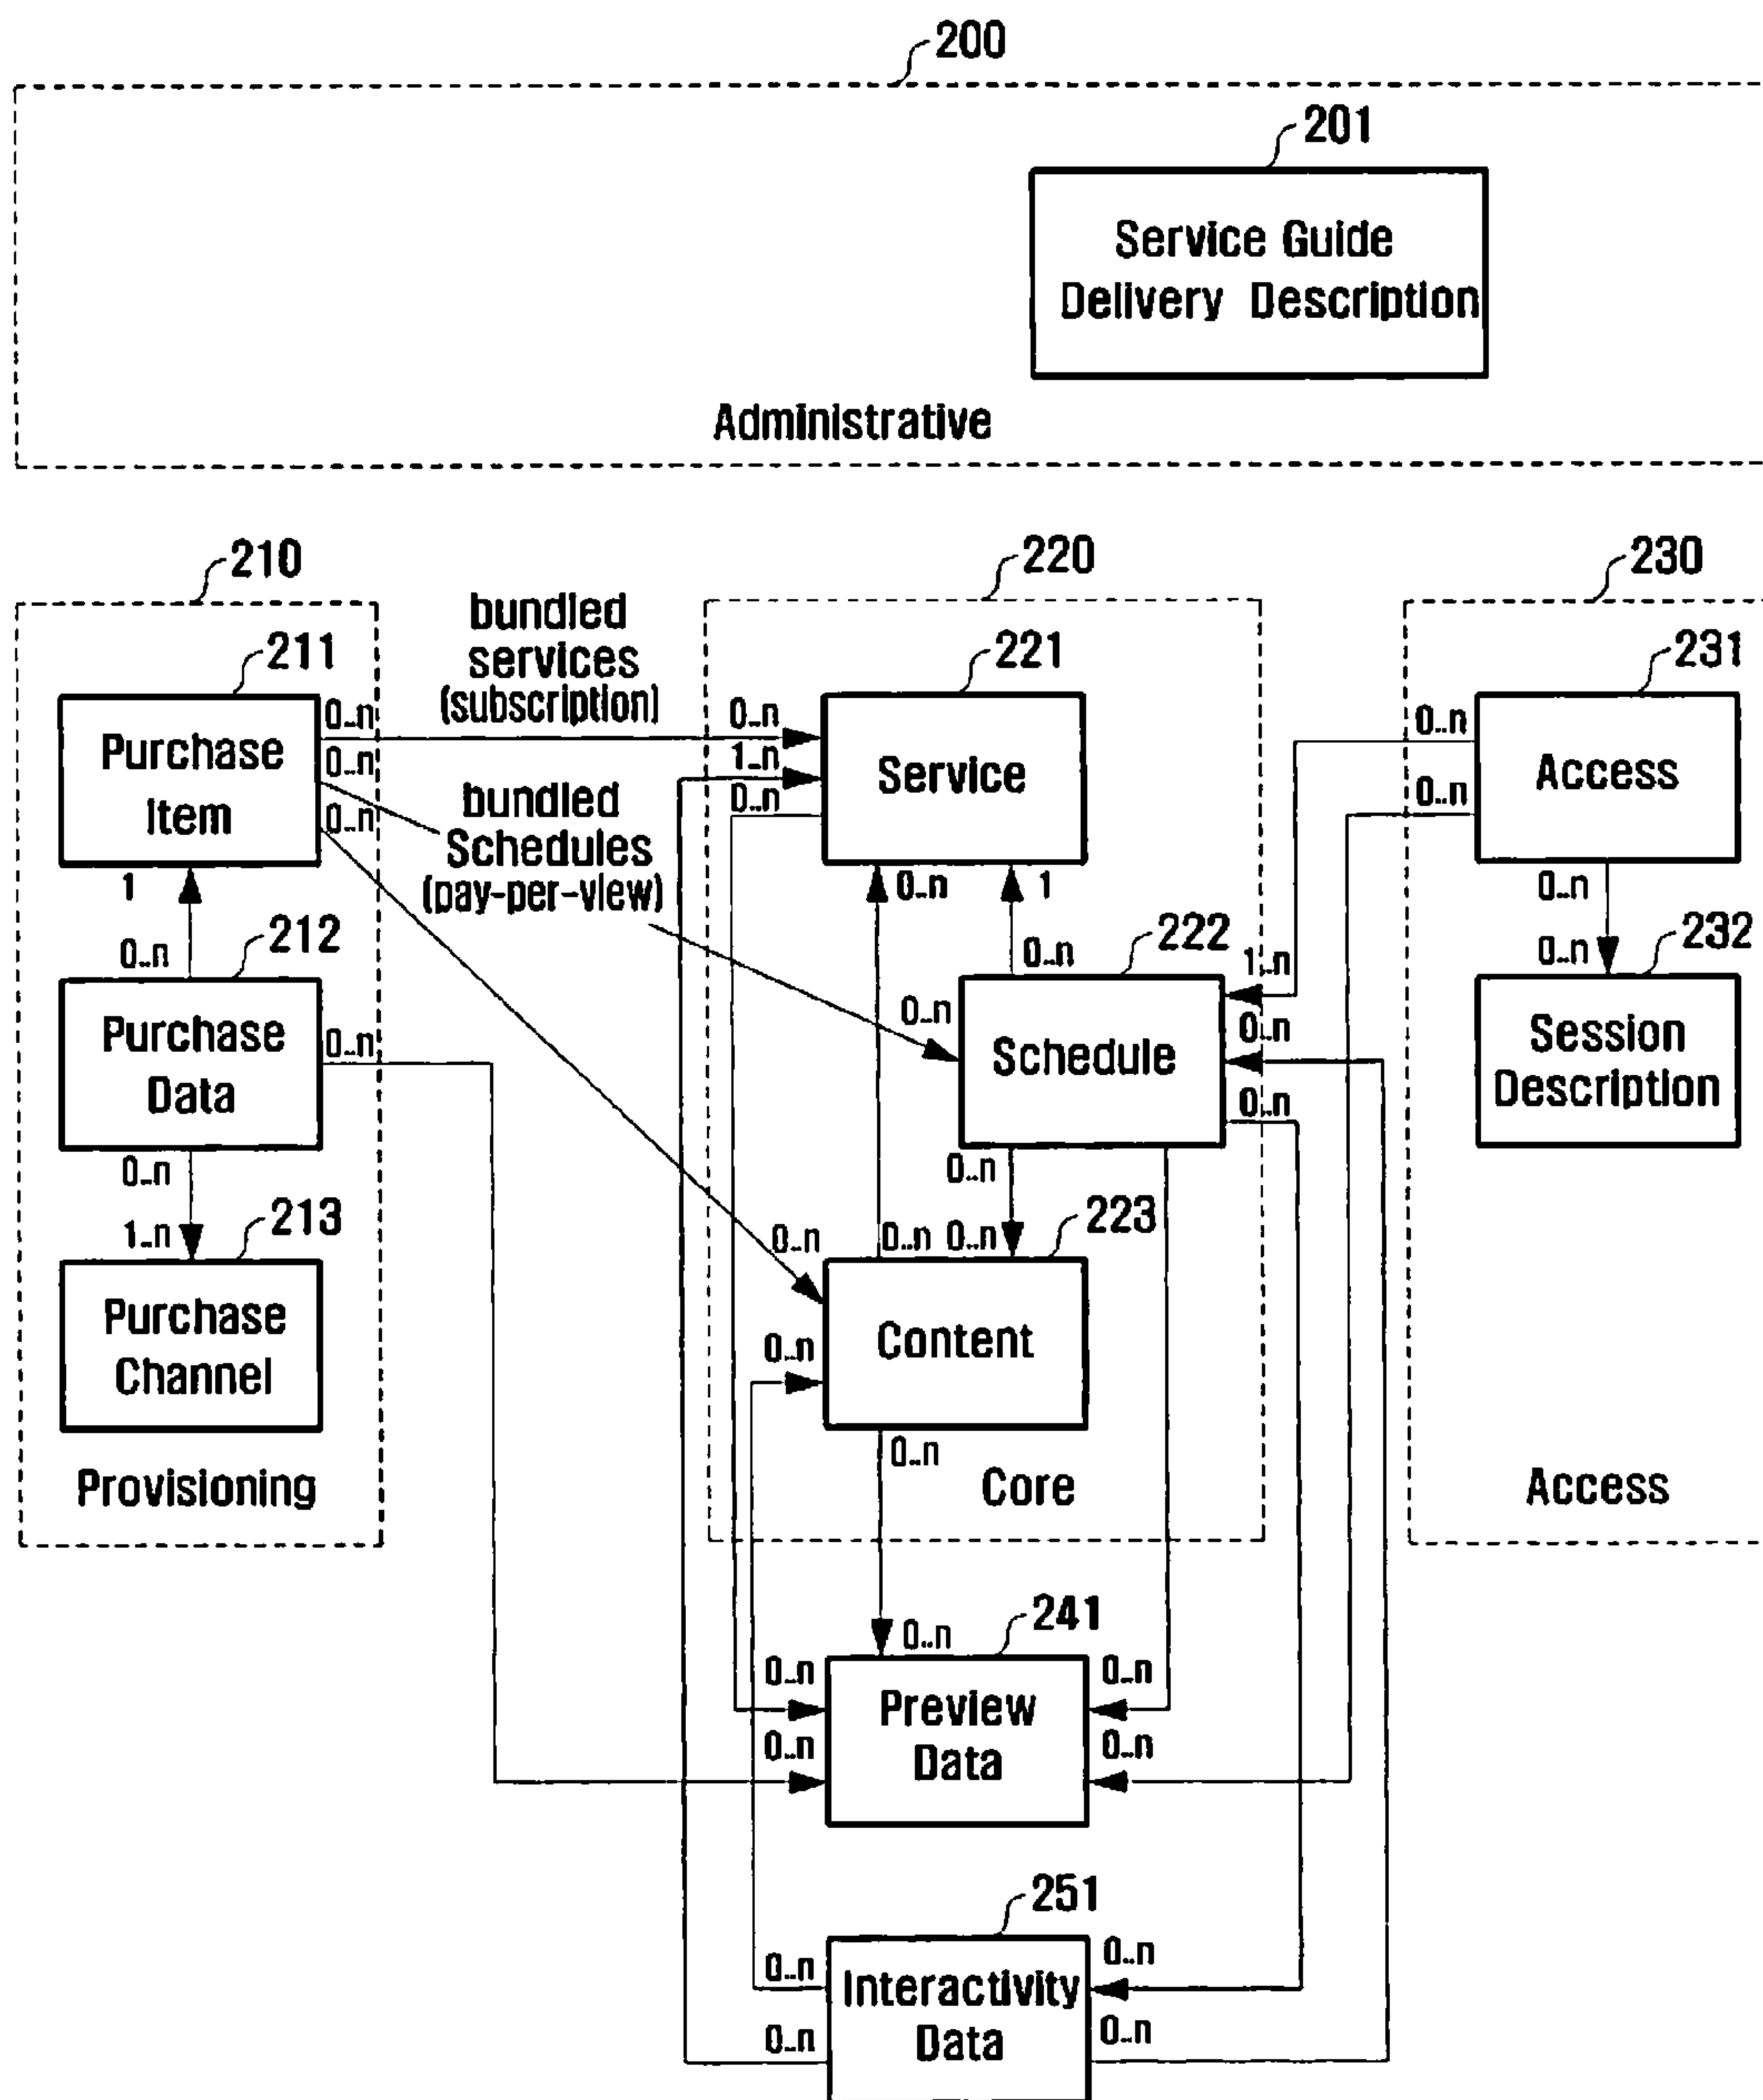 200
201
Service Guide
Delivery Description
Administrative
210
220
230
bundled
services
(subscription)
211
221
231
Purchase
Item
0..n
0..n
0..n
0..n
1..n
0..n
Service
0..n
0..n
Access
bundled
Schedules
(pay-per-view)
1
0..n
1
0..n
212
0..n
0..n
222
1..n
0..n
232
Purchase
Data
0..n
0..n
Schedule
0..n
0..n
Session
Description
0..n
1..n
213
0..n
0..n
0..n
0..n
223
Purchase
Channel
0..n
Content
0..n
Provisioning
Core
Access
0..n
241
0..n
0..n
Preview
Data
0..n
0..n
251
0..n
0..n
Interactivity
Data
0..n
0..n